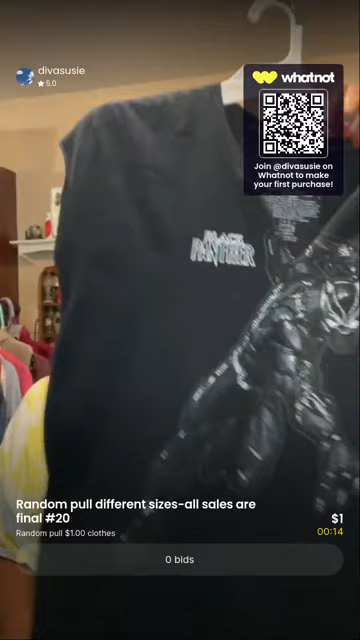 divasusie
5.0
whatnot
Join @divasusie on
Whatnot to make
your first purchase!
BLACK
PANTHER
Random pull different sizes-all sales are
final #20
$1
Random pull $1.00 clothes
00:14
0 bids